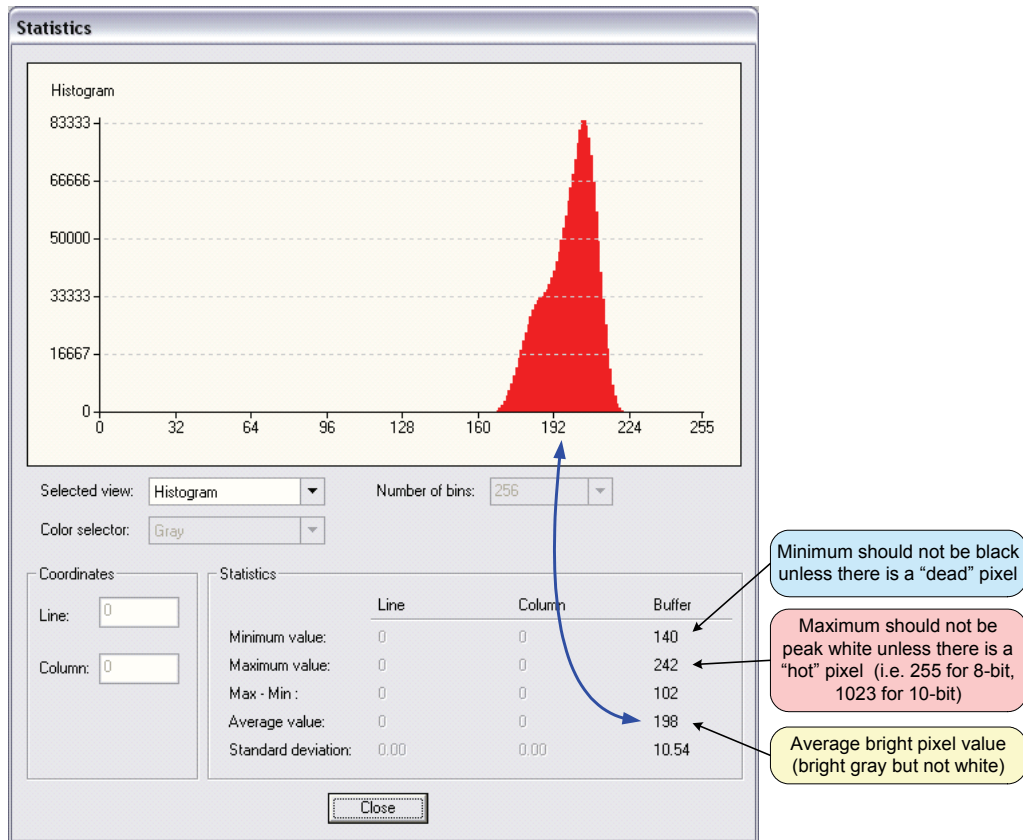 Statistics
Histogram
83333
66666
50000
33333
16667
0
0 32 64 96 128 160 192 224 255
Selected view: Histogram Number of bins: 256
Color selector: Gray
Coordinates
Line: 0
Column: 0
Statistics
Line Column Buffer
Minimum value: 0 0 140
Maximum value: 0 0 242
Max - Min : 0 0 102
Average value: 0 0 198
Standard deviation: 0.00 0.00 10.54
Close
Minimum should not be black
unless there is a “dead” pixel
Maximum should not be
peak white unless there is a
“hot” pixel (i.e. 255 for 8-bit,
1023 for 10-bit)
Average bright pixel value
(bright gray but not white)